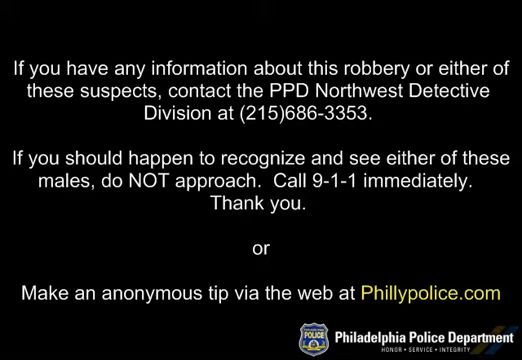 If you have any information about this robbery or either of
these suspects, contact the PPD Northwest Detective
Division at (215)686-3353.
If you should happen to recognize and see either of these
males, do NOT approach.  Call 9-1-1 immediately.
Thank you.
or
Make an anonymous tip via the web at Phillypolice.com
POLICE
Philadelphia Police Department
HONOR • SERVICE • INTEGRITY